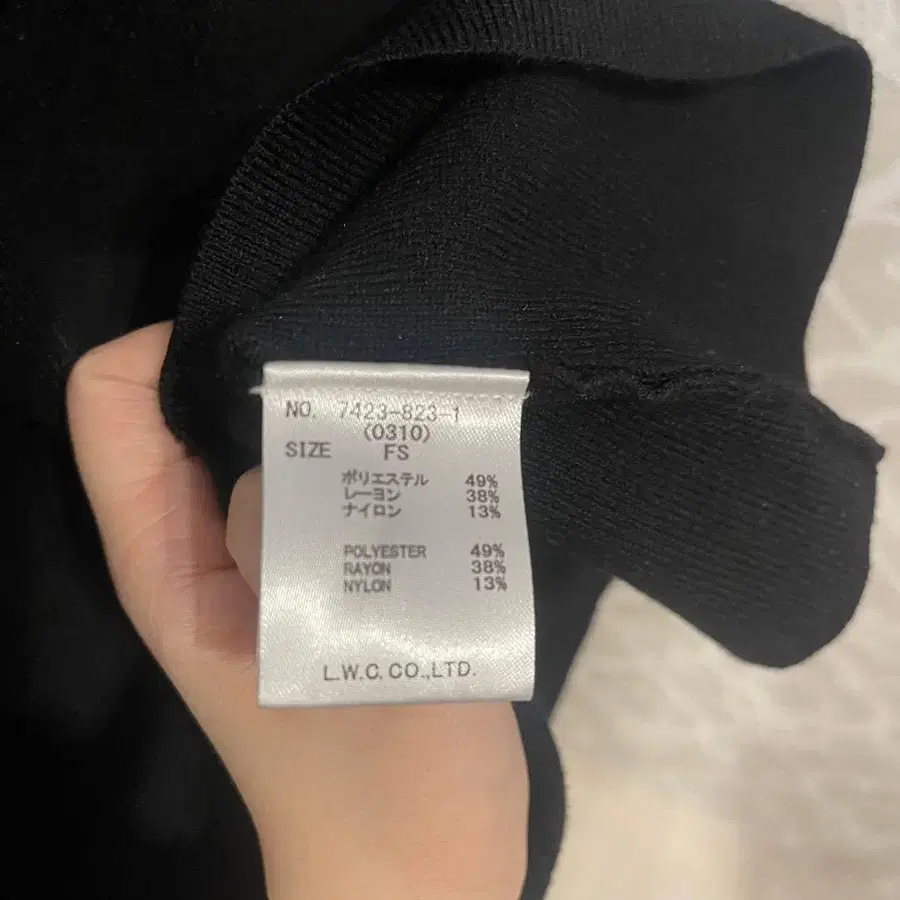 NO. 7423-823-1
(0310)
SIZE FS
ポリエステル 49%
レーヨン 38%
ナイロン 13%
POLYESTER 49%
RAYON 38%
NYLON 13%
L.W.C. CO.,LTD.